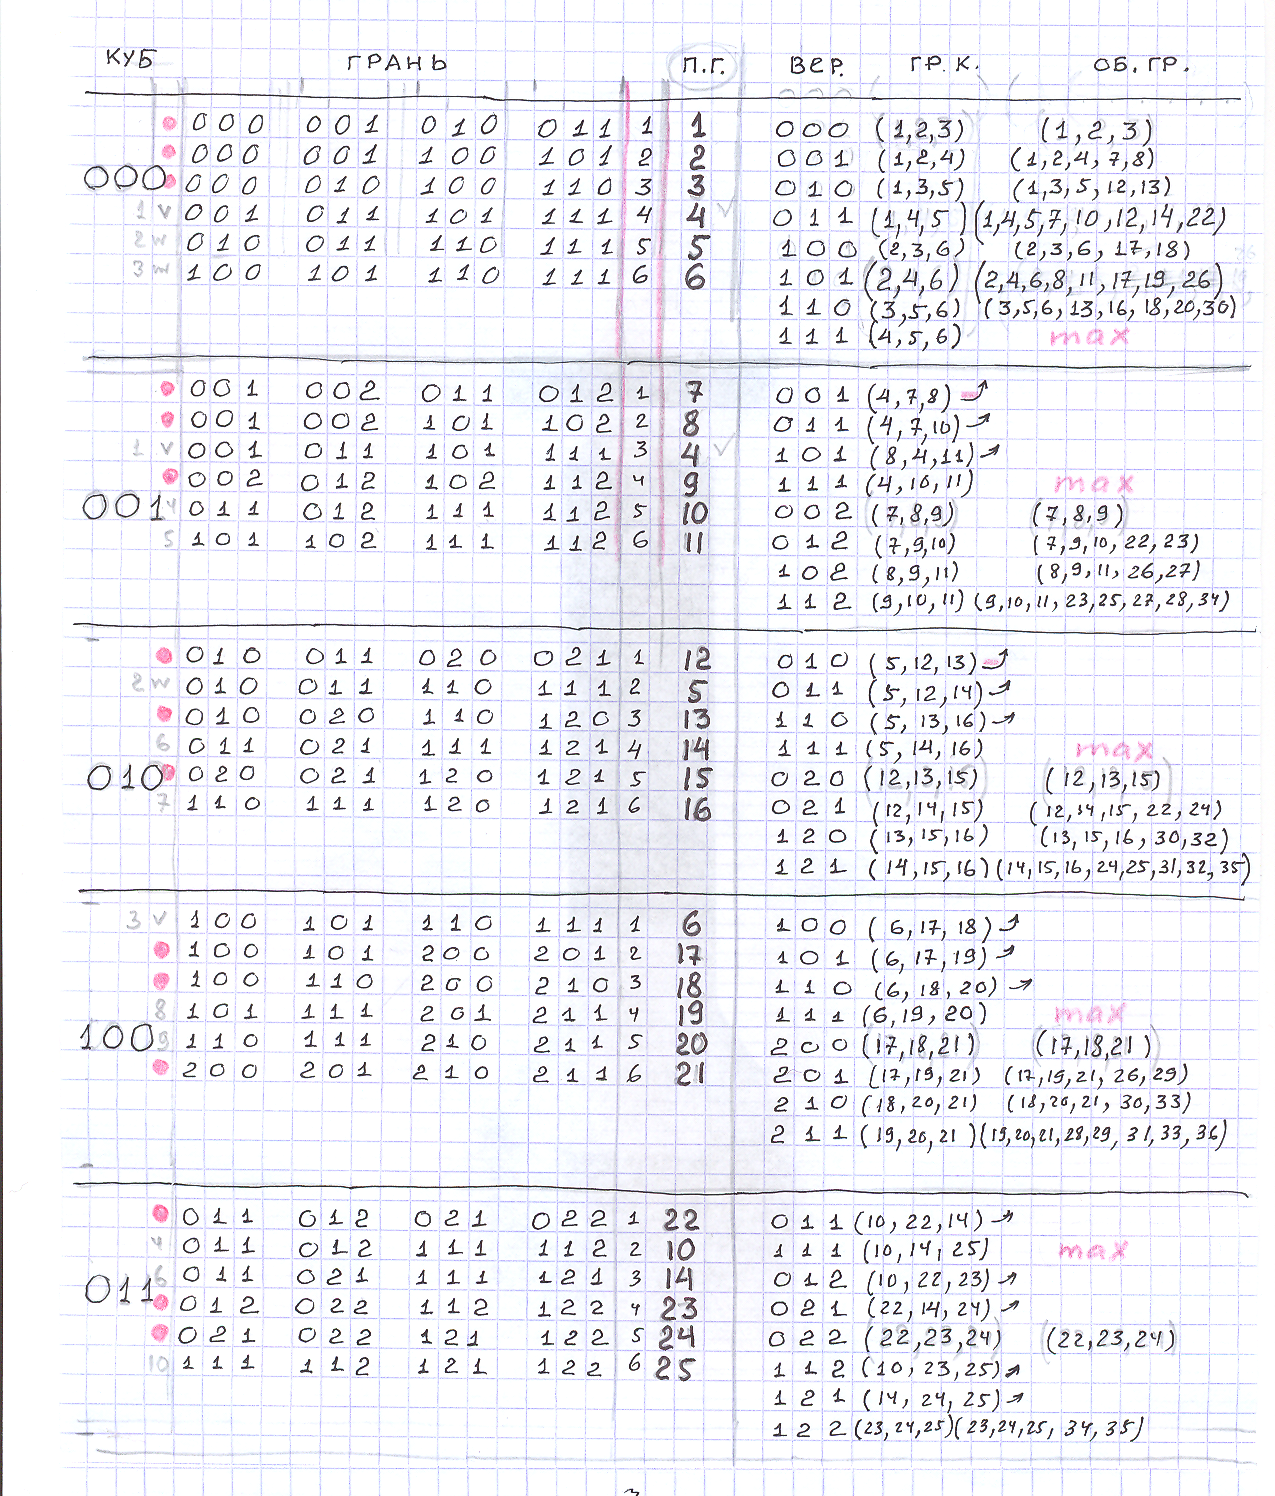 КУБ ГРАНЬ П.Г. ВЕР. ГР.К. ОБ.ГР.
000 001 010 011 1 1 000 (1,2,3) (1,2,3)
000 001 100 101 2 2 001 (1,2,4) (1,2,4,7,8)
000 000 010 100 110 3 3 010 (1,3,5) (1,3,5,12,13)
1 v 001 011 101 111 4 4 v 011 (1,4,5) (1,4,5,7,10,12,14,22)
2 w 010 011 110 111 5 5 100 (2,3,6) (2,3,6,17,18)
3 w 100 101 110 111 6 6 101 (2,4,6) (2,4,6,8,11,17,19,26)
110 (3,5,6) (3,5,6,13,16,18,20,30)
111 (4,5,6) max
001 002 011 012 1 7 001 (4,7,8)
001 002 101 102 2 8 011 (4,7,10)
1 v 001 011 101 111 3 4 v 101 (8,4,11)
002 012 102 112 4 9 111 (4,10,11) max
001 4 011 012 111 112 5 10 002 (7,8,9) (7,8,9)
5 101 102 111 112 6 11 012 (7,9,10) (7,9,10,22,23)
102 (8,9,11) (8,9,11,26,27)
112 (9,10,11) (9,10,11,23,25,27,28,34)
010 011 020 021 1 12 010 (5,12,13)
2 w 010 011 110 111 2 5 011 (5,12,14)
010 020 110 120 3 13 110 (5,13,16)
6 011 021 111 121 4 14 111 (5,14,16) max
010 020 021 120 121 5 15 020 (12,13,15) (12,13,15)
7 110 111 120 121 6 16 021 (12,14,15) (12,14,15,22,24)
120 (13,15,16) (13,15,16,30,32)
121 (14,15,16) (14,15,16,24,25,31,32,35)
3 v 100 101 110 111 1 6 100 (6,17,18)
100 101 200 201 2 17 101 (6,17,19)
100 110 200 210 3 18 110 (6,18,20)
8 101 111 201 211 4 19 111 (6,19,20) max
100 9 110 111 210 211 5 20 200 (17,18,21) (17,18,21)
200 201 210 211 6 21 201 (17,19,21) (17,19,21,26,29)
210 (18,20,21) (18,20,21,30,33)
211 (19,20,21) (19,20,21,28,29,31,33,36)
011 012 021 022 1 22 011 (10,22,14)
4 011 012 111 112 2 10 111 (10,14,25) max
011 6 011 021 111 121 3 14 012 (10,22,23)
012 022 112 122 4 23 021 (22,14,24)
021 022 121 122 5 24 022 (22,23,24) (22,23,24)
10 111 112 121 122 6 25 112 (10,23,25)
121 (14,24,25)
122 (23,24,25) (23,24,25,34,35)